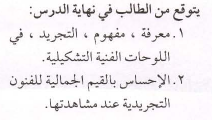 يتوقع من الطالب في نهاية الدرس:
١. معرفة ، مفهوم ، التجريد ، في
اللوحات الفنية التشكيلية.
٢. الإحساس بالقيم الجمالية للفنون
التجريدية عند مشاهدتها.